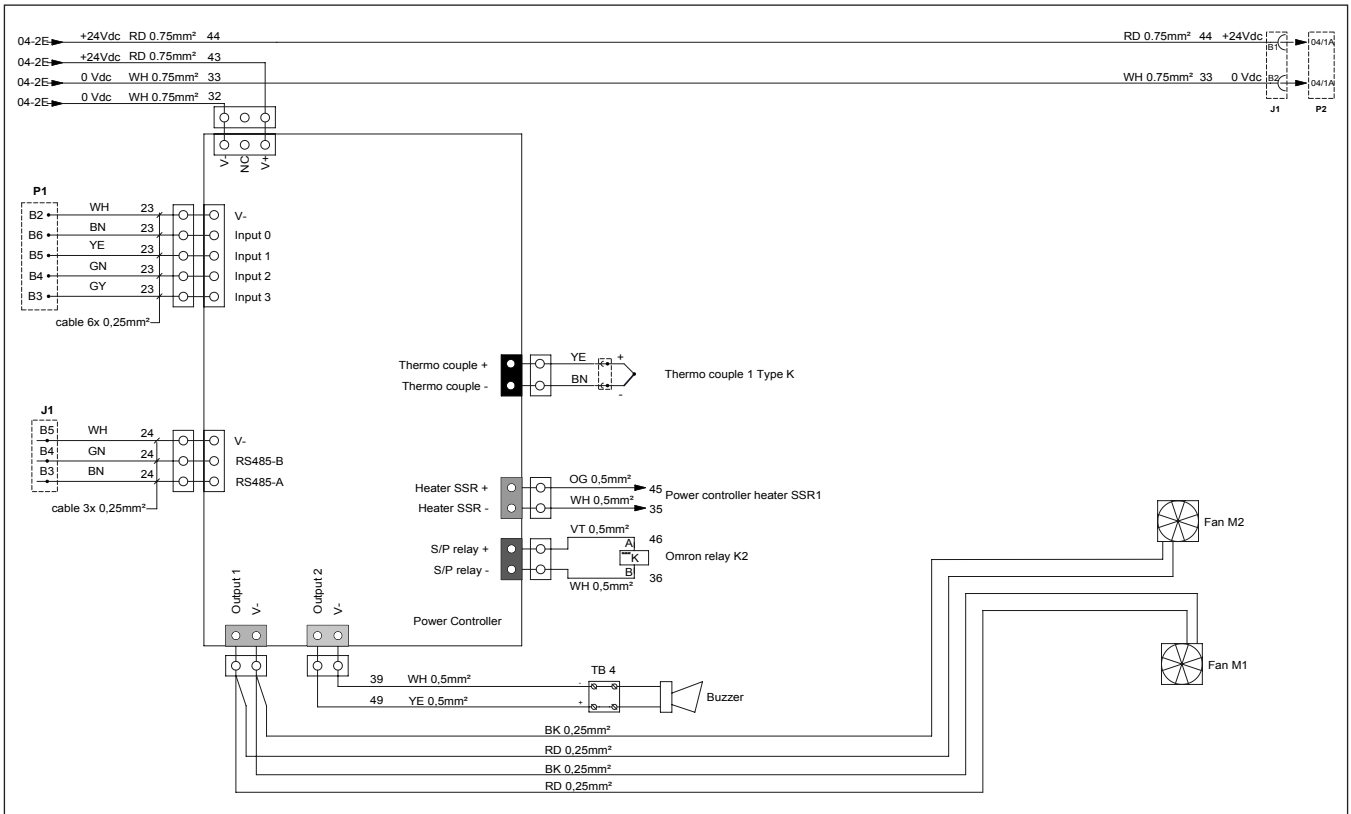 04-2E +24Vdc RD 0.75mm² 44 RD 0.75mm² 44 +24Vdc B1 04/1A
04-2E +24Vdc RD 0.75mm² 43
04-2E 0 Vdc WH 0.75mm² 33 WH 0.75mm² 33 0 Vdc B2 04/1A
04-2E 0 Vdc WH 0.75mm² 32
J1 P2
V- NC V+
P1
B2 WH 23 V-
B6 BN 23 Input 0
B5 YE 23 Input 1
B4 GN 23 Input 2
B3 GY 23 Input 3
cable 6x 0,25mm²
Thermo couple + YE +
Thermo couple 1 Type K
Thermo couple - BN -
J1
B5 WH 24 V-
B4 GN 24 RS485-B
B3 BN 24 RS485-A
cable 3x 0,25mm²
Heater SSR + OG 0,5mm² 45
Power controller heater SSR1
Heater SSR - WH 0,5mm² 35
VT 0,5mm² 46
S/P relay + A
K Omron relay K2
S/P relay - B 36
WH 0,5mm²
Fan M2
Output 1 V- Output 2 V-
Power Controller
Fan M1
TB 4
39 WH 0,5mm² -
Buzzer
49 YE 0,5mm² +
BK 0,25mm²
RD 0,25mm²
BK 0,25mm²
RD 0,25mm²